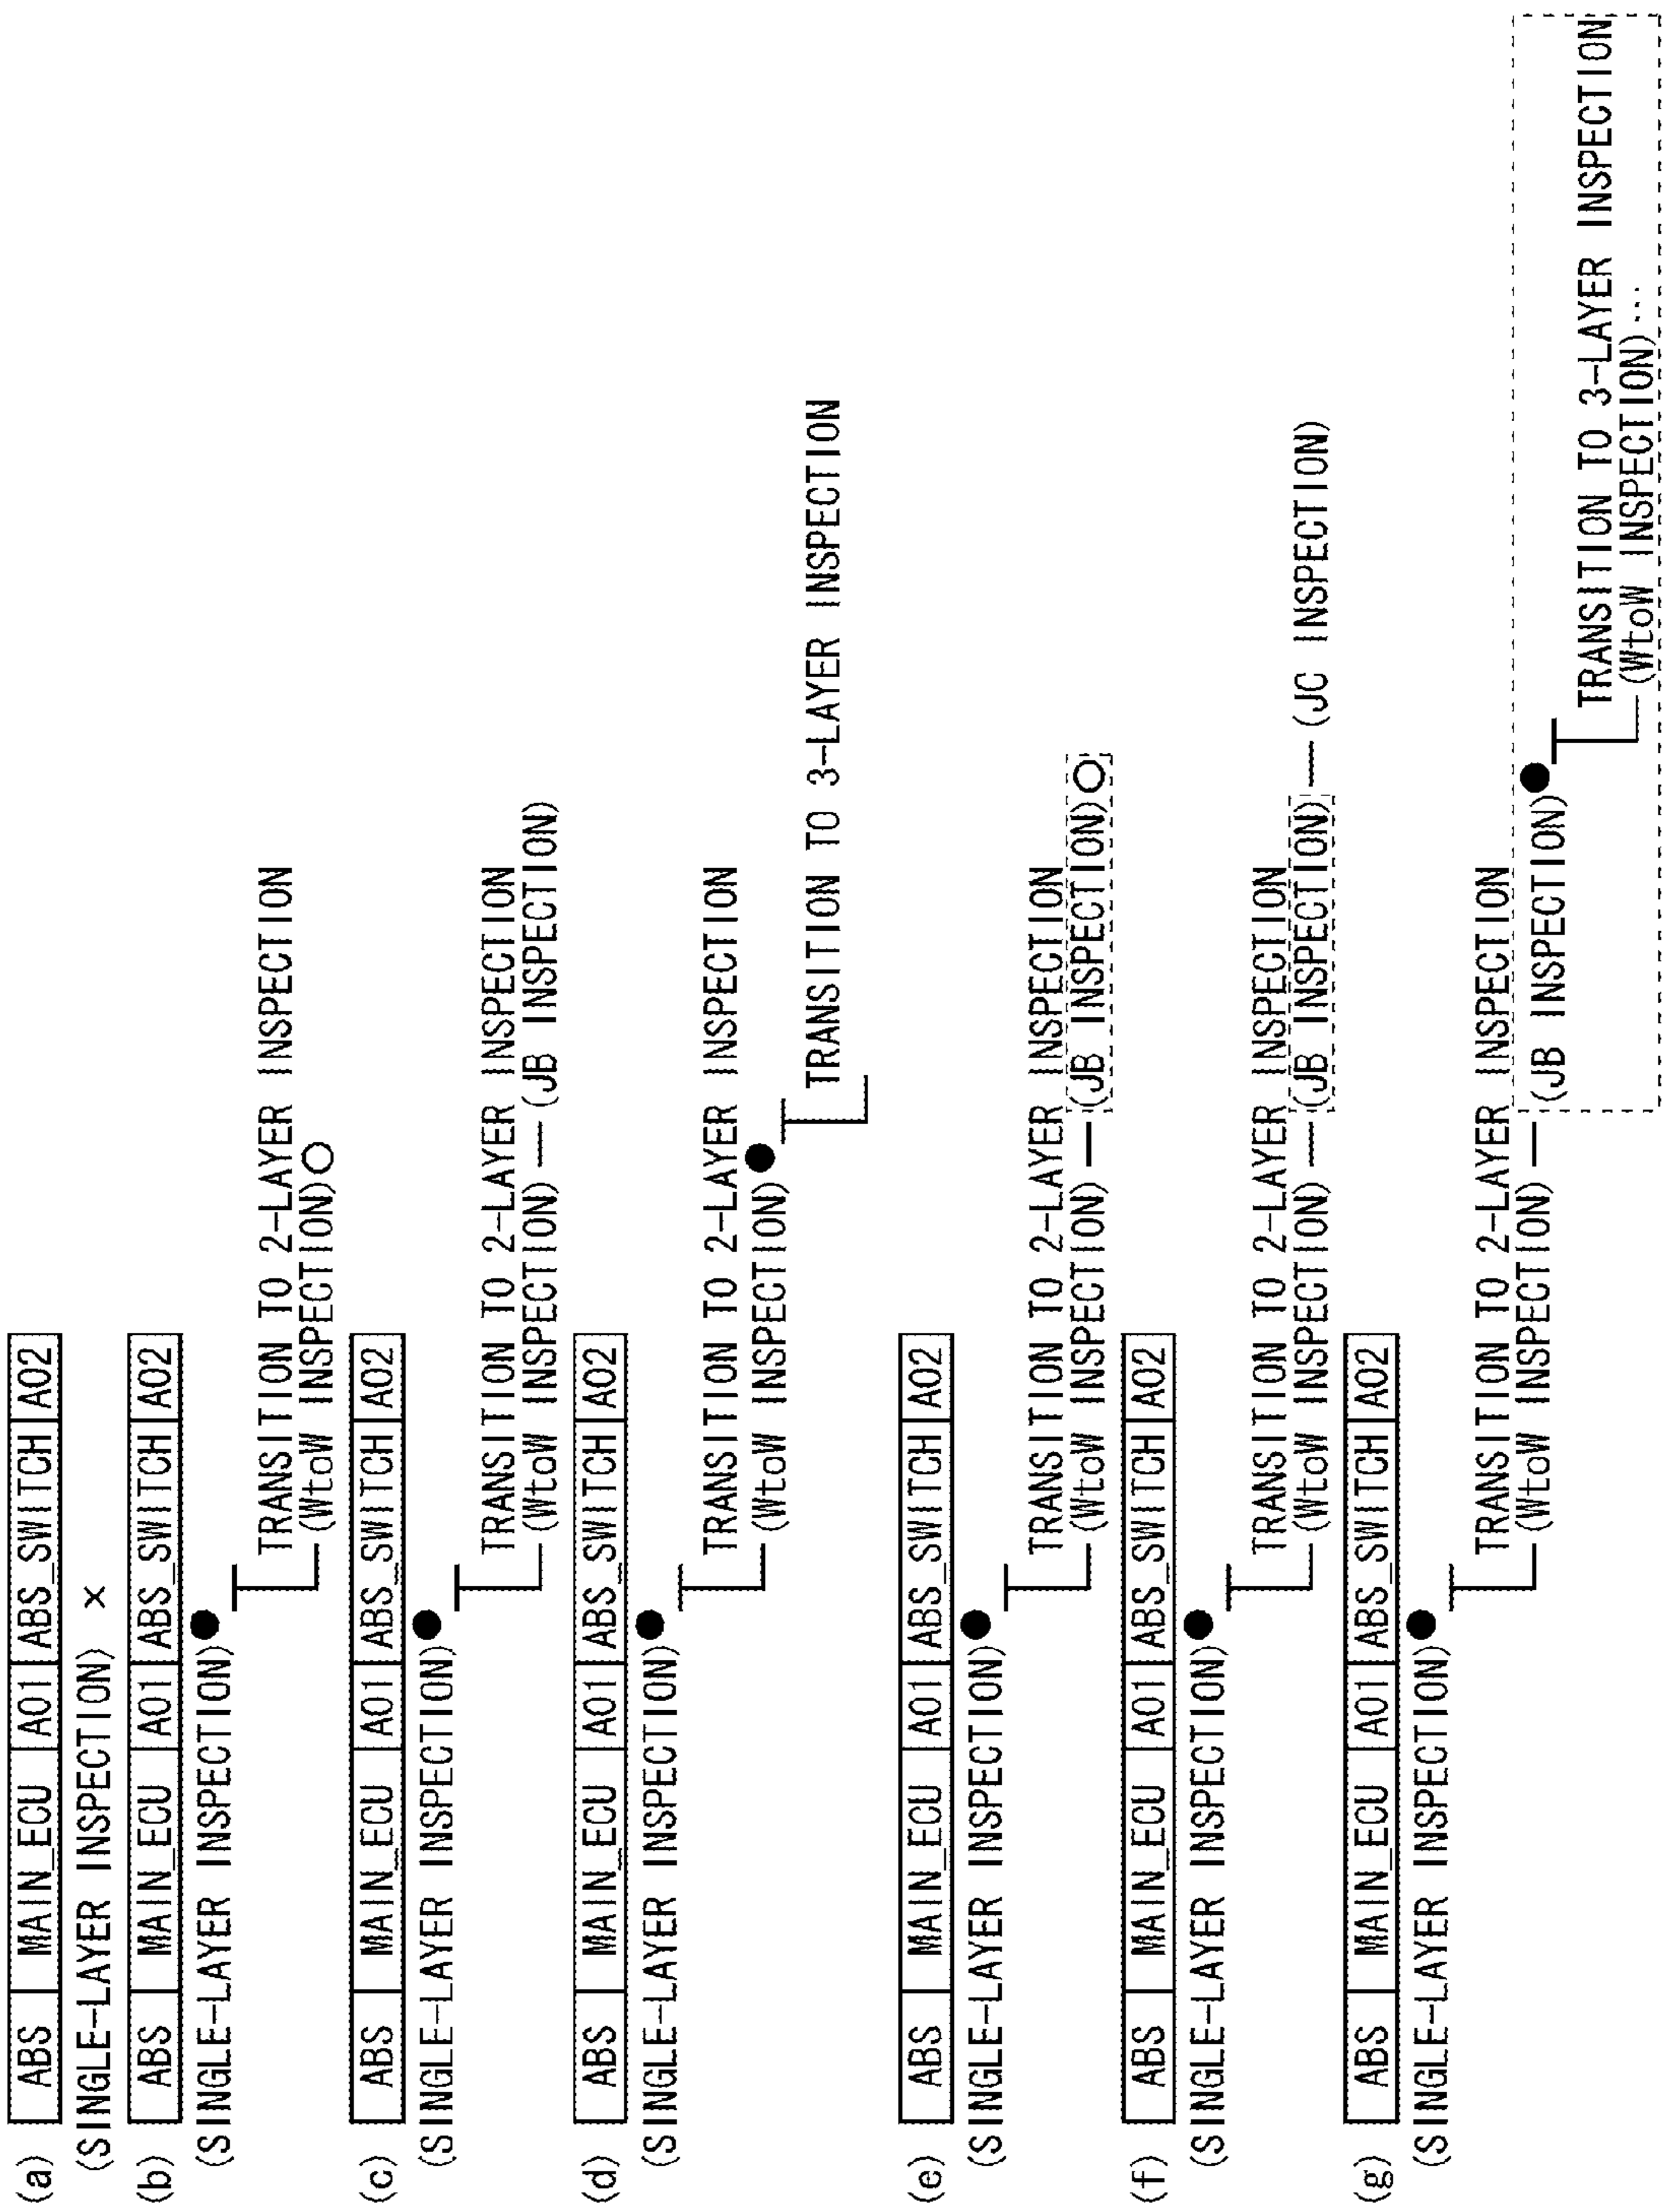 (a) ABS MAIN_ECU A01 ABS_SWITCH A02
(SINGLE-LAYER INSPECTION) ×
(b) ABS MAIN_ECU A01 ABS_SWITCH A02
(SINGLE-LAYER INSPECTION) ●
TRANSITION TO 2-LAYER INSPECTION
(WtoW INSPECTION) ○
(c) ABS MAIN_ECU A01 ABS_SWITCH A02
(SINGLE-LAYER INSPECTION) ●
TRANSITION TO 2-LAYER INSPECTION
(WtoW INSPECTION) — (JB INSPECTION)
(d) ABS MAIN_ECU A01 ABS_SWITCH A02
(SINGLE-LAYER INSPECTION) ●
TRANSITION TO 2-LAYER INSPECTION
(WtoW INSPECTION) ●
TRANSITION TO 3-LAYER INSPECTION
(e) ABS MAIN_ECU A01 ABS_SWITCH A02
(SINGLE-LAYER INSPECTION) ●
TRANSITION TO 2-LAYER INSPECTION
(WtoW INSPECTION) — (JB INSPECTION) ○
(f) ABS MAIN_ECU A01 ABS_SWITCH A02
(SINGLE-LAYER INSPECTION) ●
TRANSITION TO 2-LAYER INSPECTION
(WtoW INSPECTION) — (JB INSPECTION) — (JC INSPECTION)
(g) ABS MAIN_ECU A01 ABS_SWITCH A02
(SINGLE-LAYER INSPECTION) ●
TRANSITION TO 2-LAYER INSPECTION
(WtoW INSPECTION) — (JB INSPECTION) ●
TRANSITION TO 3-LAYER INSPECTION
(WtoW INSPECTION) ...